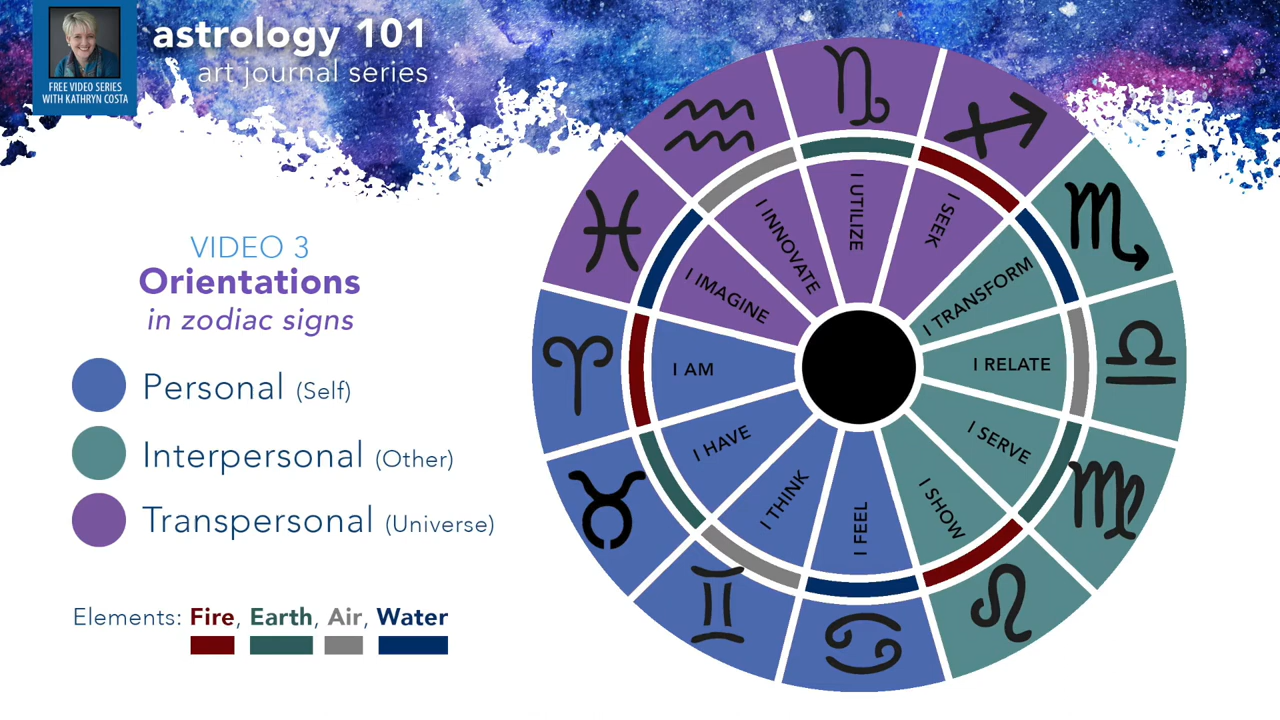 astrology 101
art journal series
FREE VIDEO SERIES
WITH KATHRYN COSTA
VIDEO 3
Orientations
in zodiac signs
Personal (Self)
Interpersonal (Other)
Transpersonal (Universe)
Elements: Fire, Earth, Air, Water
I AM
I HAVE
I THINK
I FEEL
I SHOW
I SERVE
I RELATE
I TRANSFORM
I SEEK
I UTILIZE
I INNOVATE
I IMAGINE